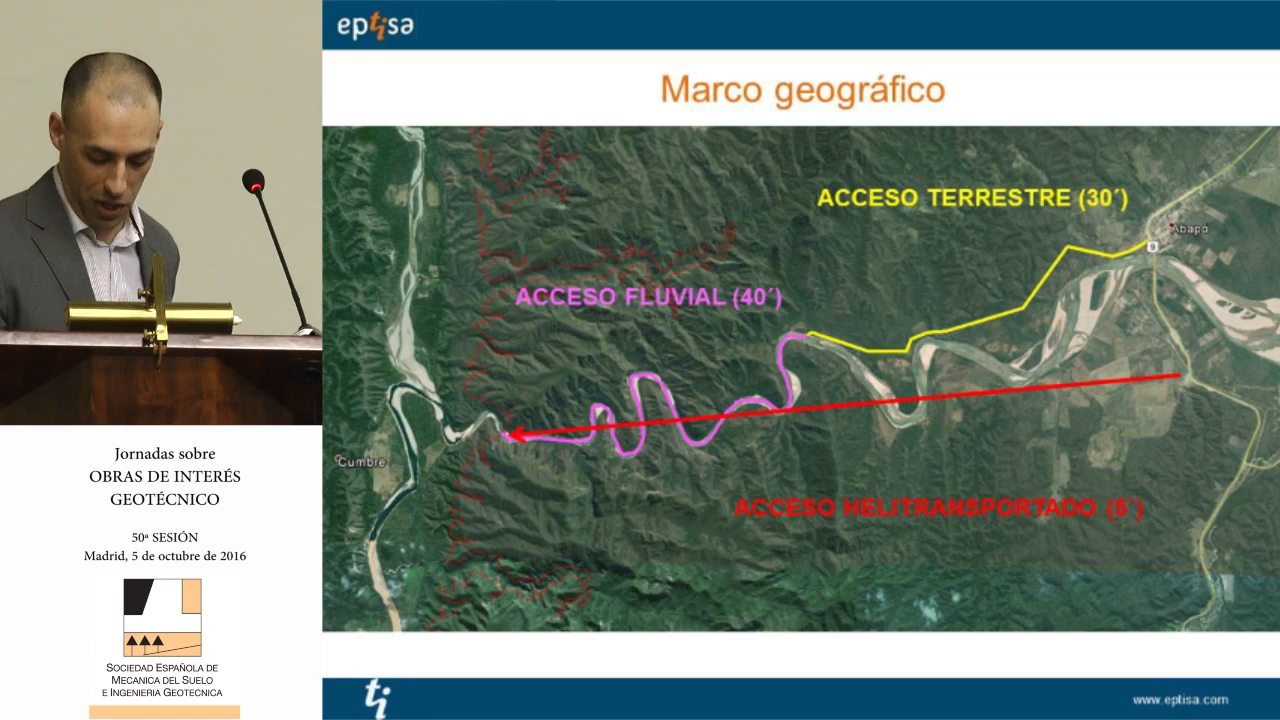 eptisa
Marco geográfico
ACCESO TERRESTRE (30´)
Abapó
9
ACCESO FLUVIAL (40´)
Cumbre
ACCESO HELITRANSPORTADO (5´)
Jornadas sobre
OBRAS DE INTERÉS
GEOTÉCNICO
50ª SESIÓN
Madrid, 5 de octubre de 2016
SOCIEDAD ESPAÑOLA DE
MECANICA DEL SUELO
E INGENIERIA GEOTECNICA
ti
www.eptisa.com